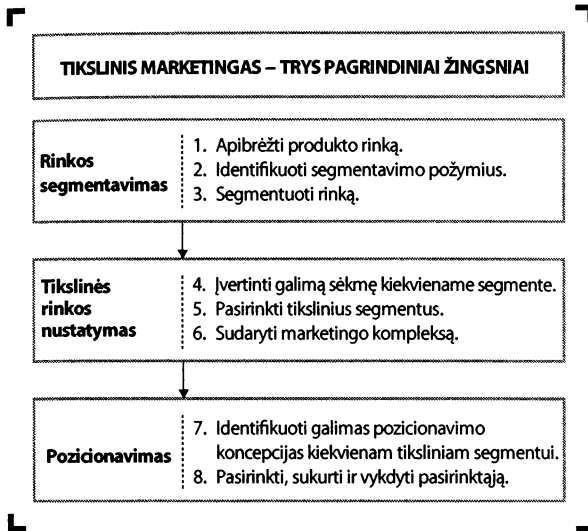 TIKSLINIS MARKETINGAS – TRYS PAGRINDINIAI ŽINGSNIAI
Rinkos
segmentavimas
1. Apibrėžti produkto rinką.
2. Identifikuoti segmentavimo požymius.
3. Segmentuoti rinką.
Tikslinės
rinkos
nustatymas
4. Įvertinti galimą sėkmę kiekviename segmente.
5. Pasirinkti tikslinius segmentus.
6. Sudaryti marketingo kompleksą.
Pozicionavimas
7. Identifikuoti galimas pozicionavimo
koncepcijas kiekvienam tiksliniam segmentui.
8. Pasirinkti, sukurti ir vykdyti pasirinktąją.